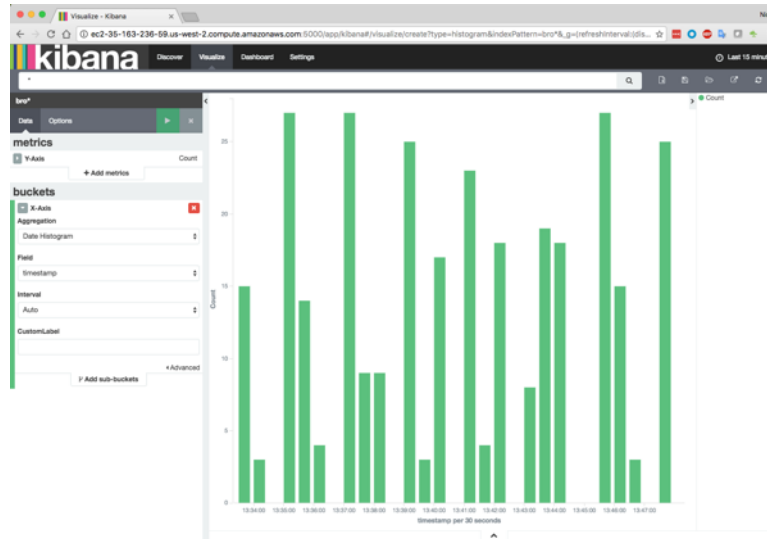 Visualize - Kibana
ec2-35-163-236-59.us-west-2.compute.amazonaws.com:5000/app/kibana#/visualize/create?type=histogram&indexPattern=bro*&_g=(refreshInterval:(dis...
kibana
Discover Visualize Dashboard Settings
Last 15 minut
*
bro*
Data Options
metrics
Y-Axis Count
+ Add metrics
buckets
X-Axis
Aggregation
Date Histogram
Field
timestamp
Interval
Auto
CustomLabel
Advanced
Add sub-buckets
Count
25
20
15
10
5
0
Count
13:34:00 13:35:00 13:36:00 13:37:00 13:38:00 13:39:00 13:40:00 13:41:00 13:42:00 13:43:00 13:44:00 13:45:00 13:46:00 13:47:00
timestamp per 30 seconds